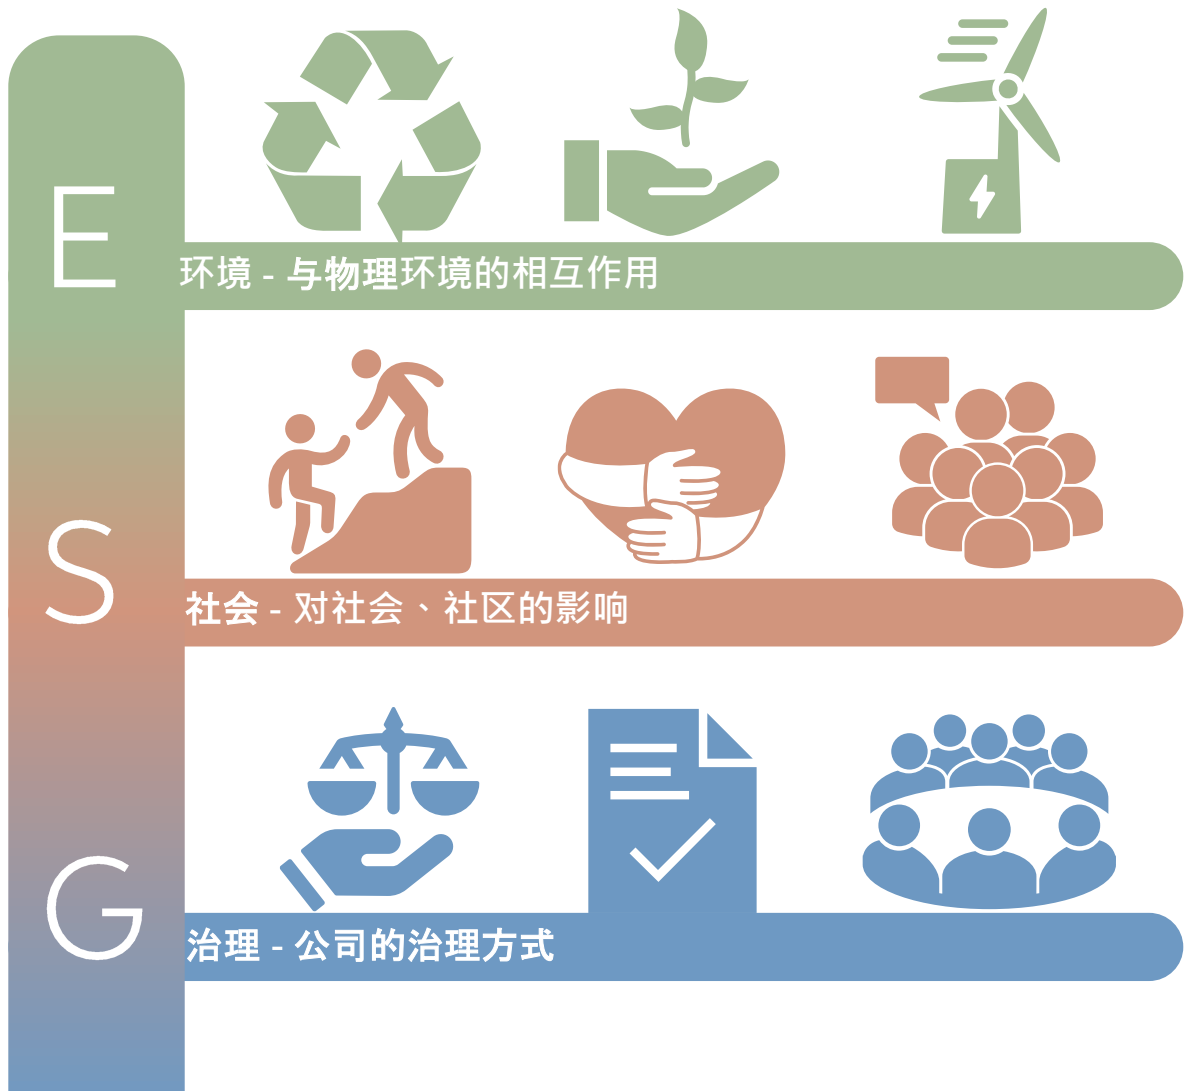 E
环境 - 与物理环境的相互作用
S
社会 - 对社会、社区的影响
G
治理 - 公司的治理方式